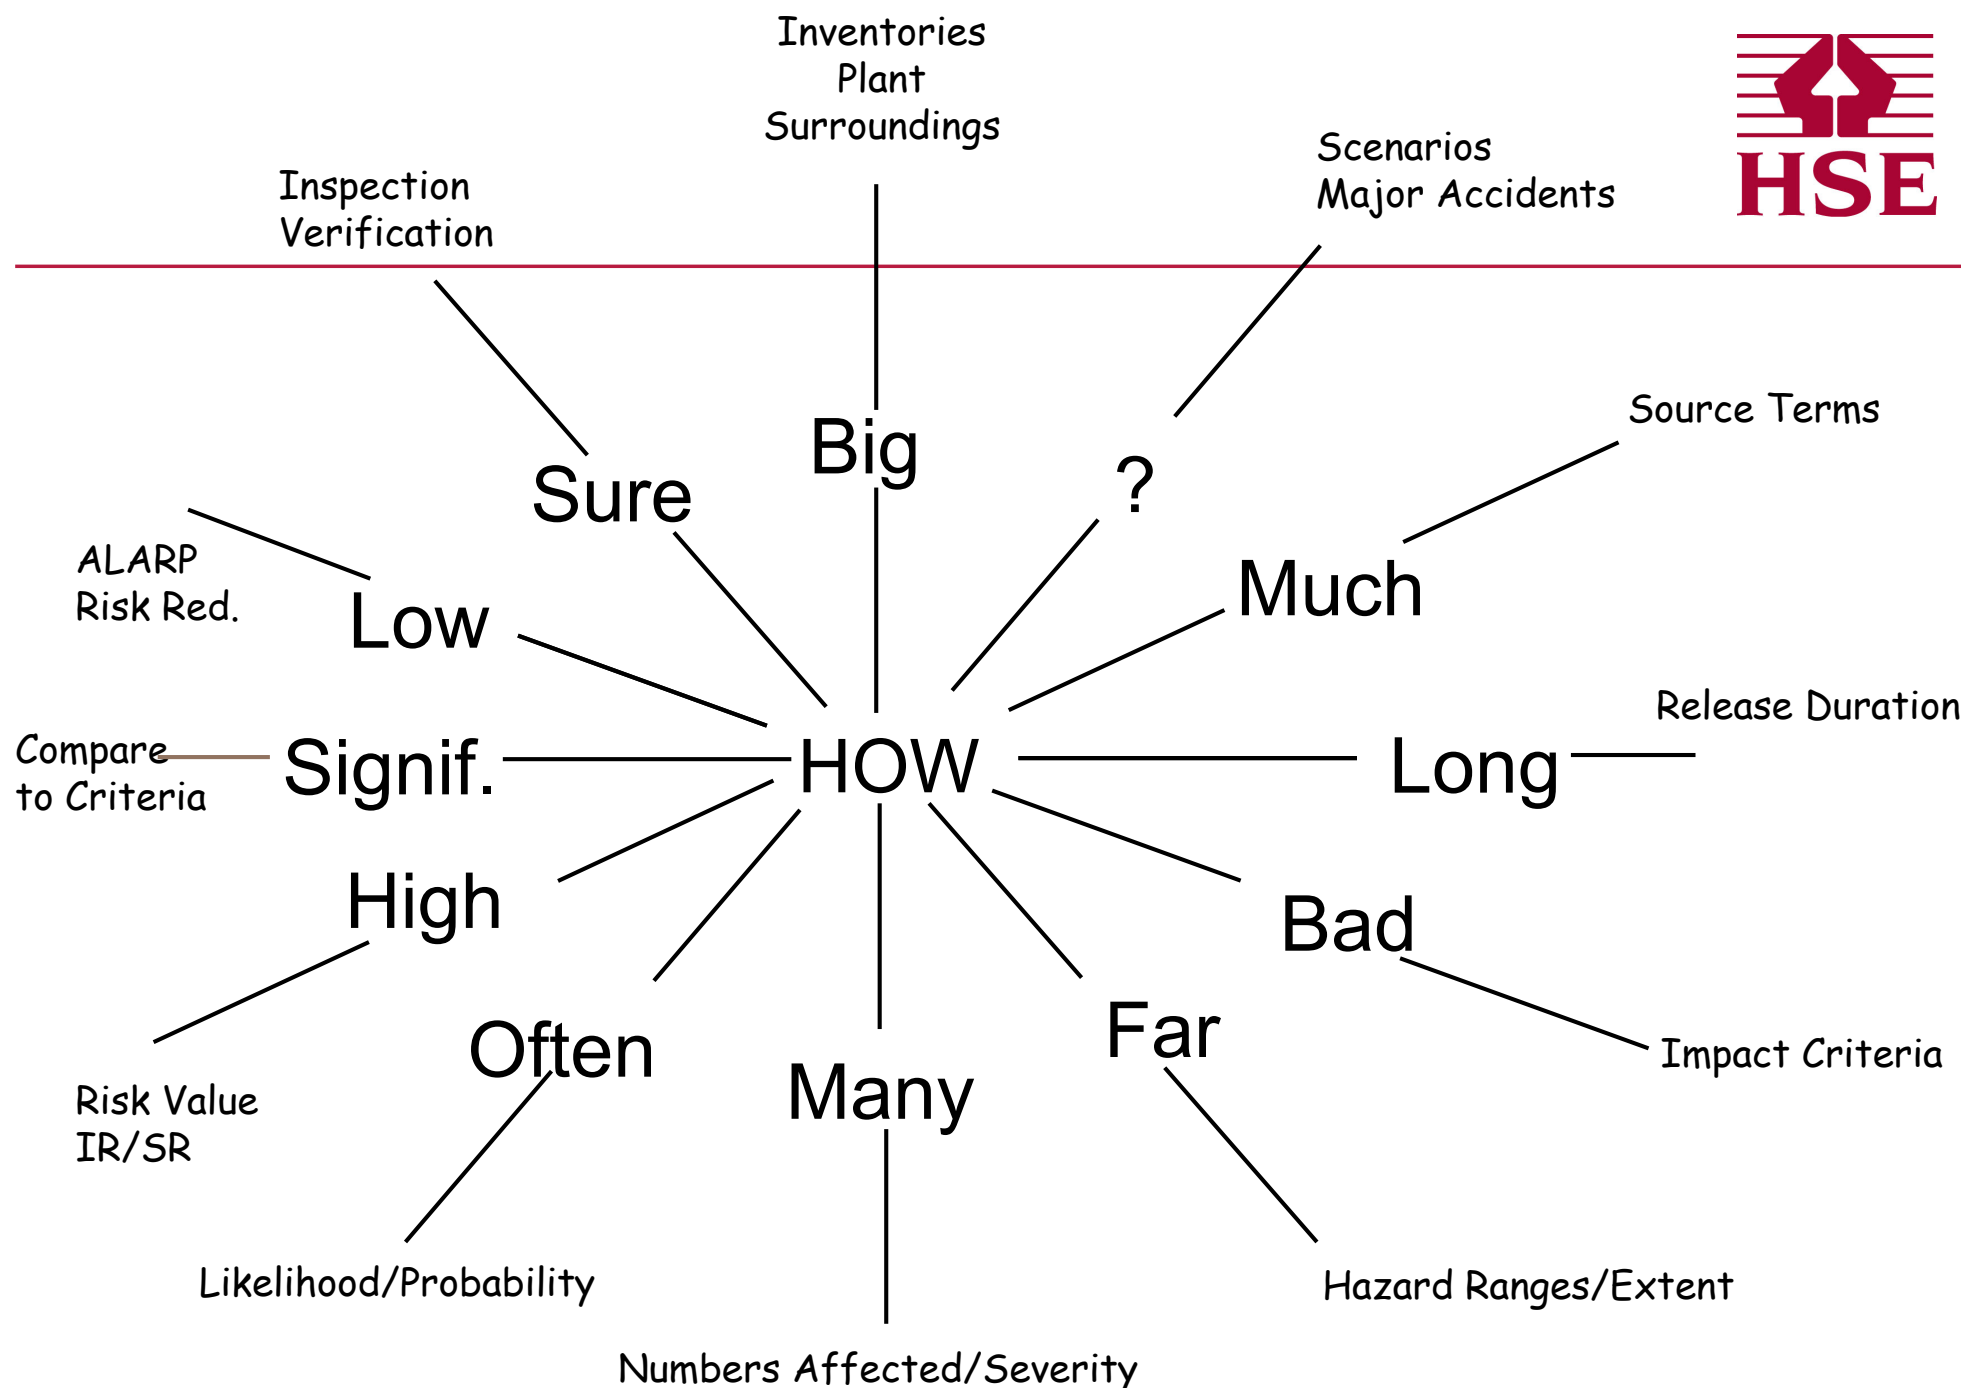 Inventories
Plant
Surroundings
HSE
Scenarios
Major Accidents
Inspection
Verification
Source Terms
Big
?
Sure
ALARP
Risk Red.
Much
Low
Release Duration
Compare
to Criteria
Signif.
HOW
Long
High
Bad
Far
Often
Many
Impact Criteria
Risk Value
IR/SR
Likelihood/Probability
Hazard Ranges/Extent
Numbers Affected/Severity